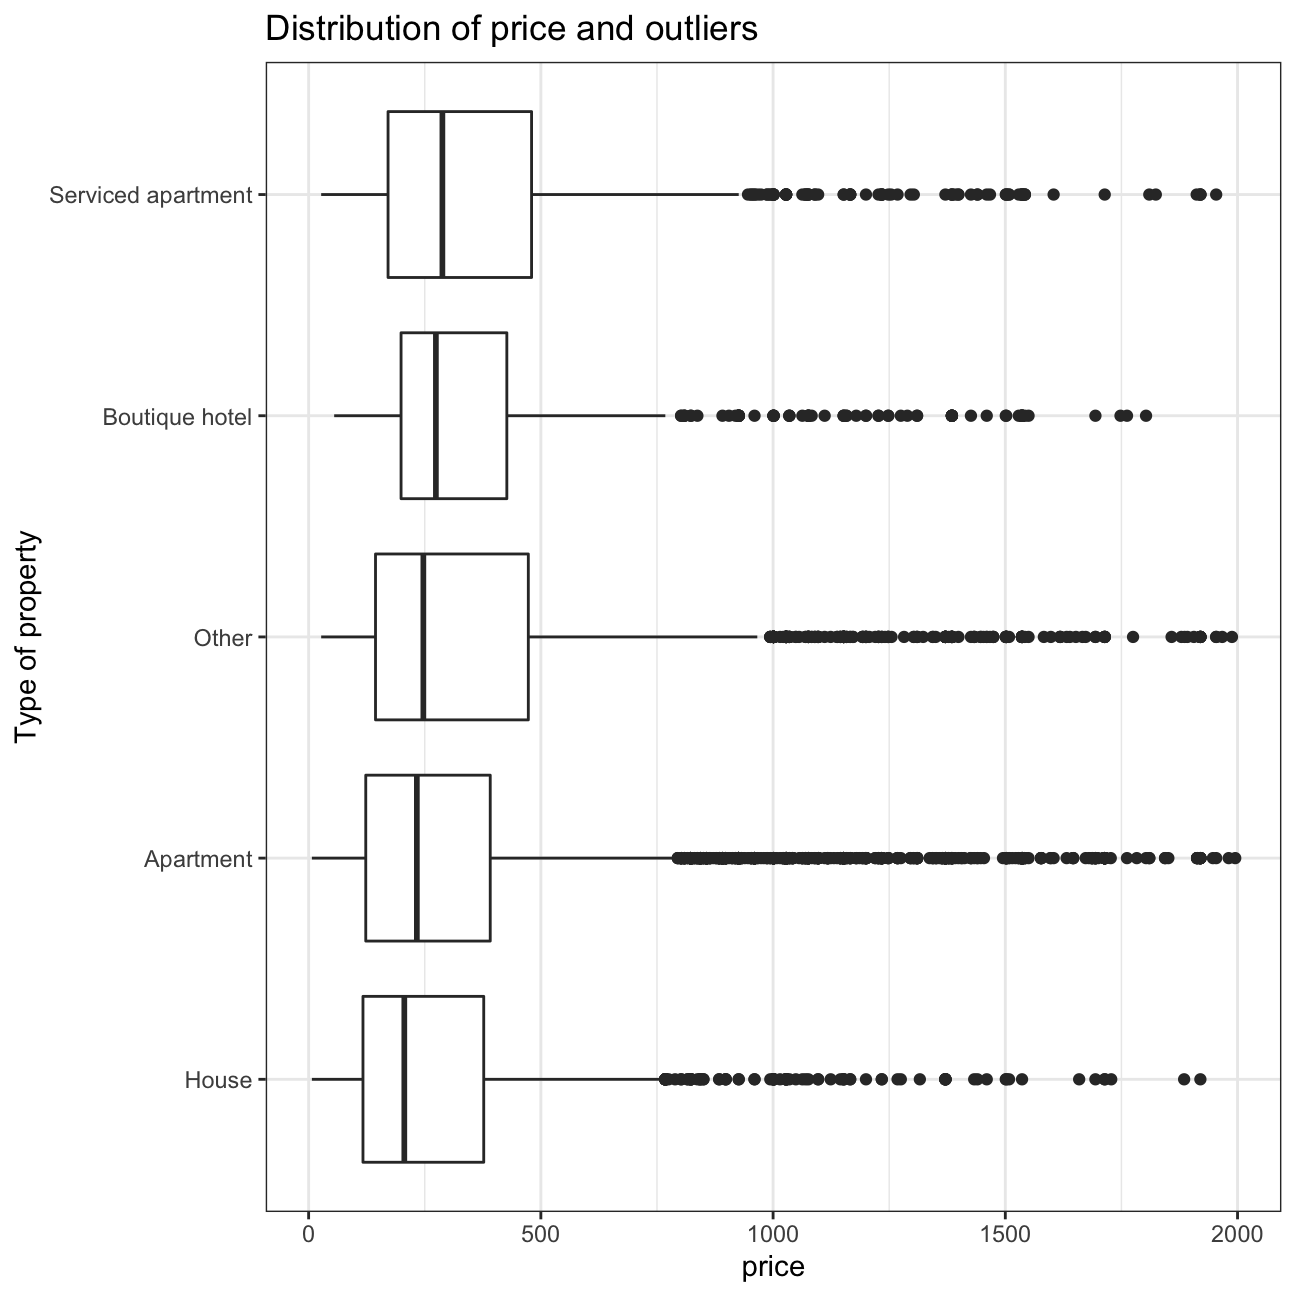 Distribution of price and outliers
Type of property
Serviced apartment
Boutique hotel
Other
Apartment
House
0 500 1000 1500 2000
price